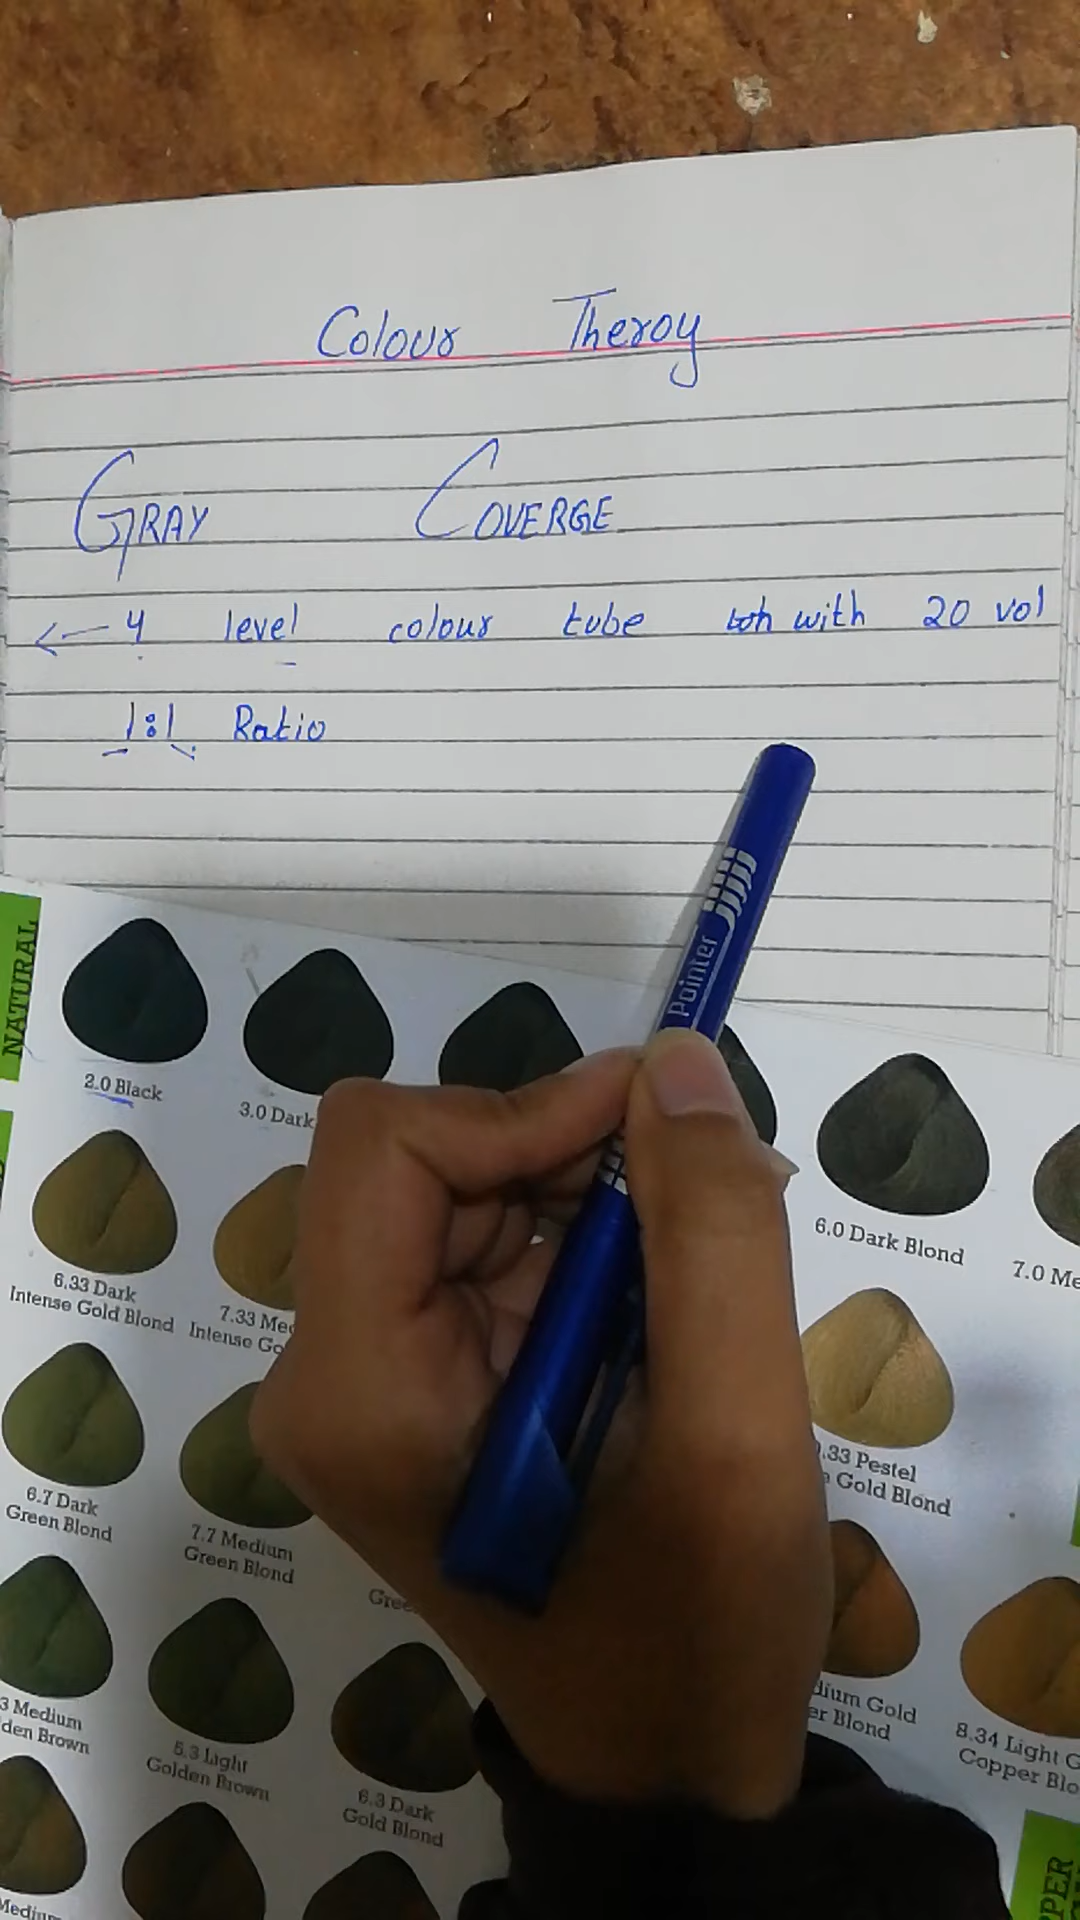 Colour Theroy
GRAY COVERGE
4 level colour tube with 20 vol
1:1 Ratio
Pointer
NATURAL
2.0 Black
3.0 Dark
6.0 Dark Blond
7.0 Me
6.33 Dark
Intense Gold Blond
7.33 Med
Intense Go
.33 Pestel
Gold Blond
6.7 Dark
Green Blond
7.7 Medium
Green Blond
Gree
3 Medium
den Brown
5.3 Light
Golden Brown
6.3 Dark
Gold Blond
dium Gold
er Blond
8.34 Light G
Copper Blo
Medium
PPER